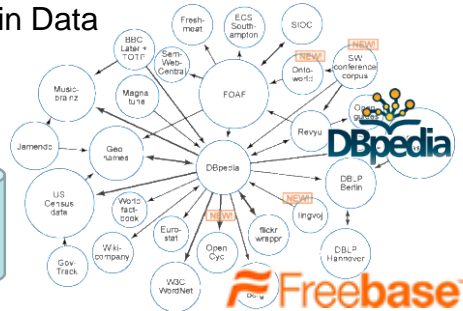 in Data
Fresh-
meat
ECS
South-
ampton
SIOC
BBC
Later +
TOTP
Sem-
Web-
Central
NEW!
Onto-
world
NEW!
SW
conference
corpus
Music-
brainz
Magna
tune
FOAF
Open-
Revyu
DBpedia
Jamendo
Geo
names
DBpedia
DBLP
Berlin
US
Census
data
World
fact-
book
NEW!
NEW!
lingvoj
Gov-
Track
Wiki-
company
Euro-
stat
Open
Cyc
flickr
wrappr
DBLP
Hannover
W3C
WordNet
NEW!
Freebase